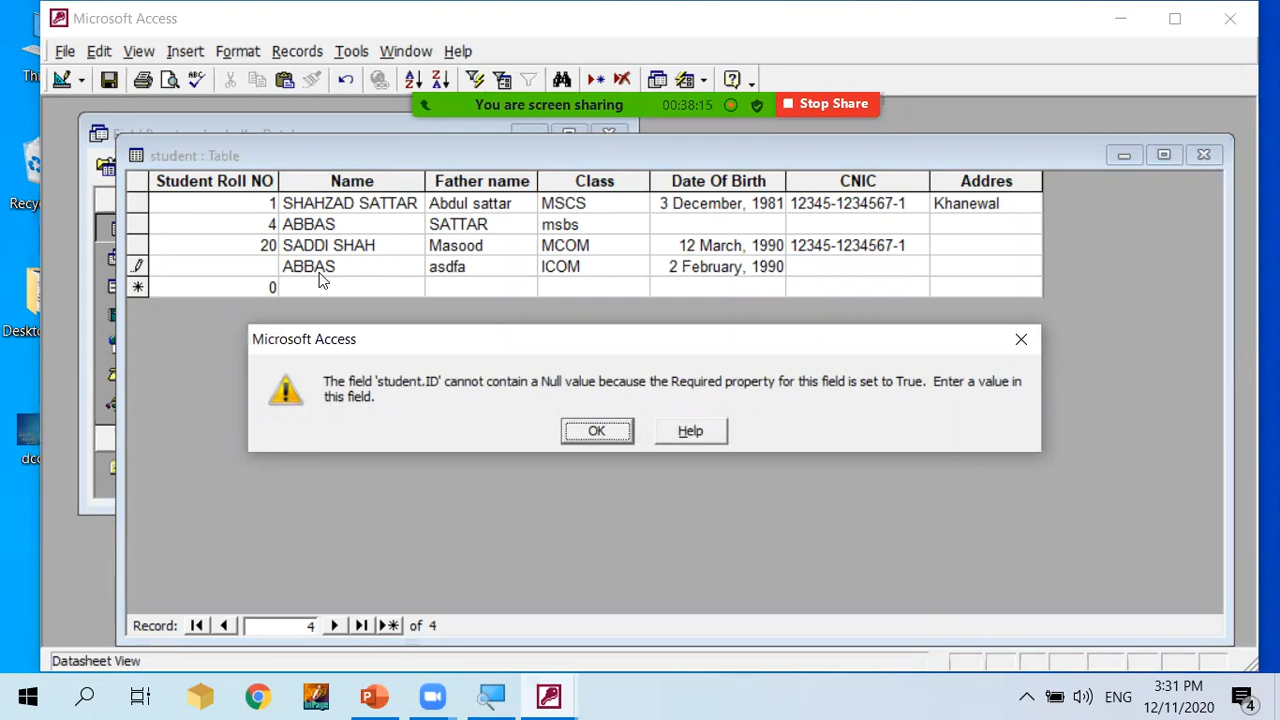 Microsoft Access
File Edit View Insert Format Records Tools Window Help
You are screen sharing 00:38:15 Stop Share
student : Table
Student Roll NO Name Father name Class Date Of Birth CNIC Addres
1 SHAHZAD SATTAR Abdul sattar MSCS 3 December, 1981 12345-1234567-1 Khanewal
4 ABBAS SATTAR msbs
20 SADDI SHAH Masood MCOM 12 March, 1990 12345-1234567-1
ABBAS asdfa ICOM 2 February, 1990
0
Microsoft Access
The field 'student.ID' cannot contain a Null value because the Required property for this field is set to True. Enter a value in
this field.
OK Help
Record: 4 of 4
Datasheet View
Thi
Recyc
Deskto
dcc
ENG
3:31 PM
12/11/2020
4